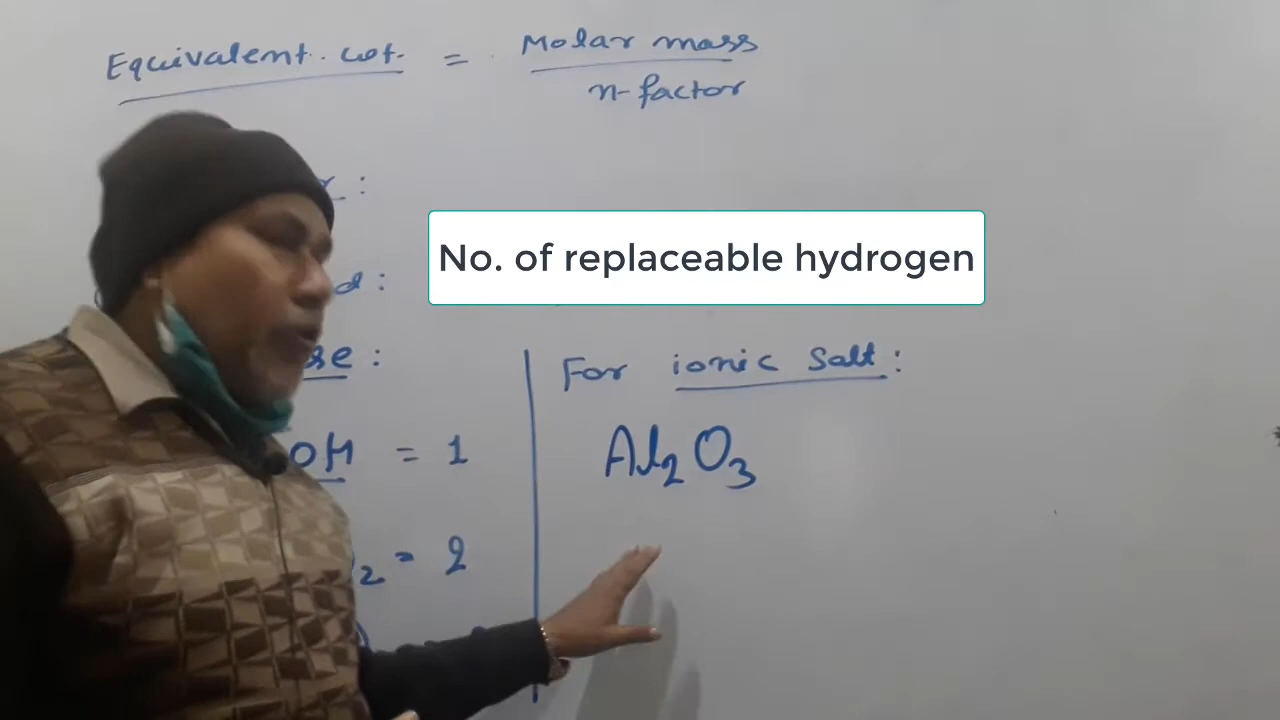 Equivalent. wt. = Molar mass
n-factor
:
No. of replaceable hydrogen
d :
se :
For ionic Salt :
OH = 1
Al2O3
2 = 2